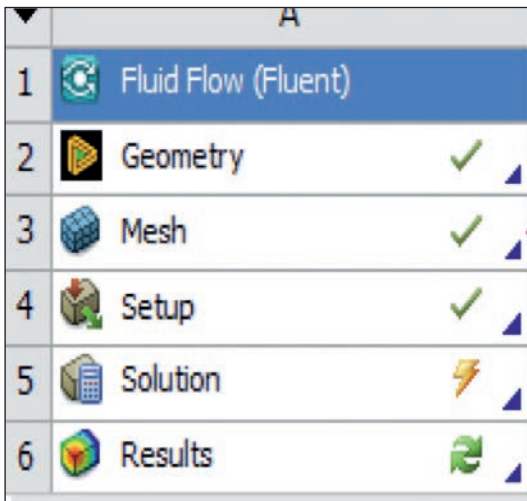 A
1 Fluid Flow (Fluent)
2 Geometry
3 Mesh
4 Setup
5 Solution
6 Results